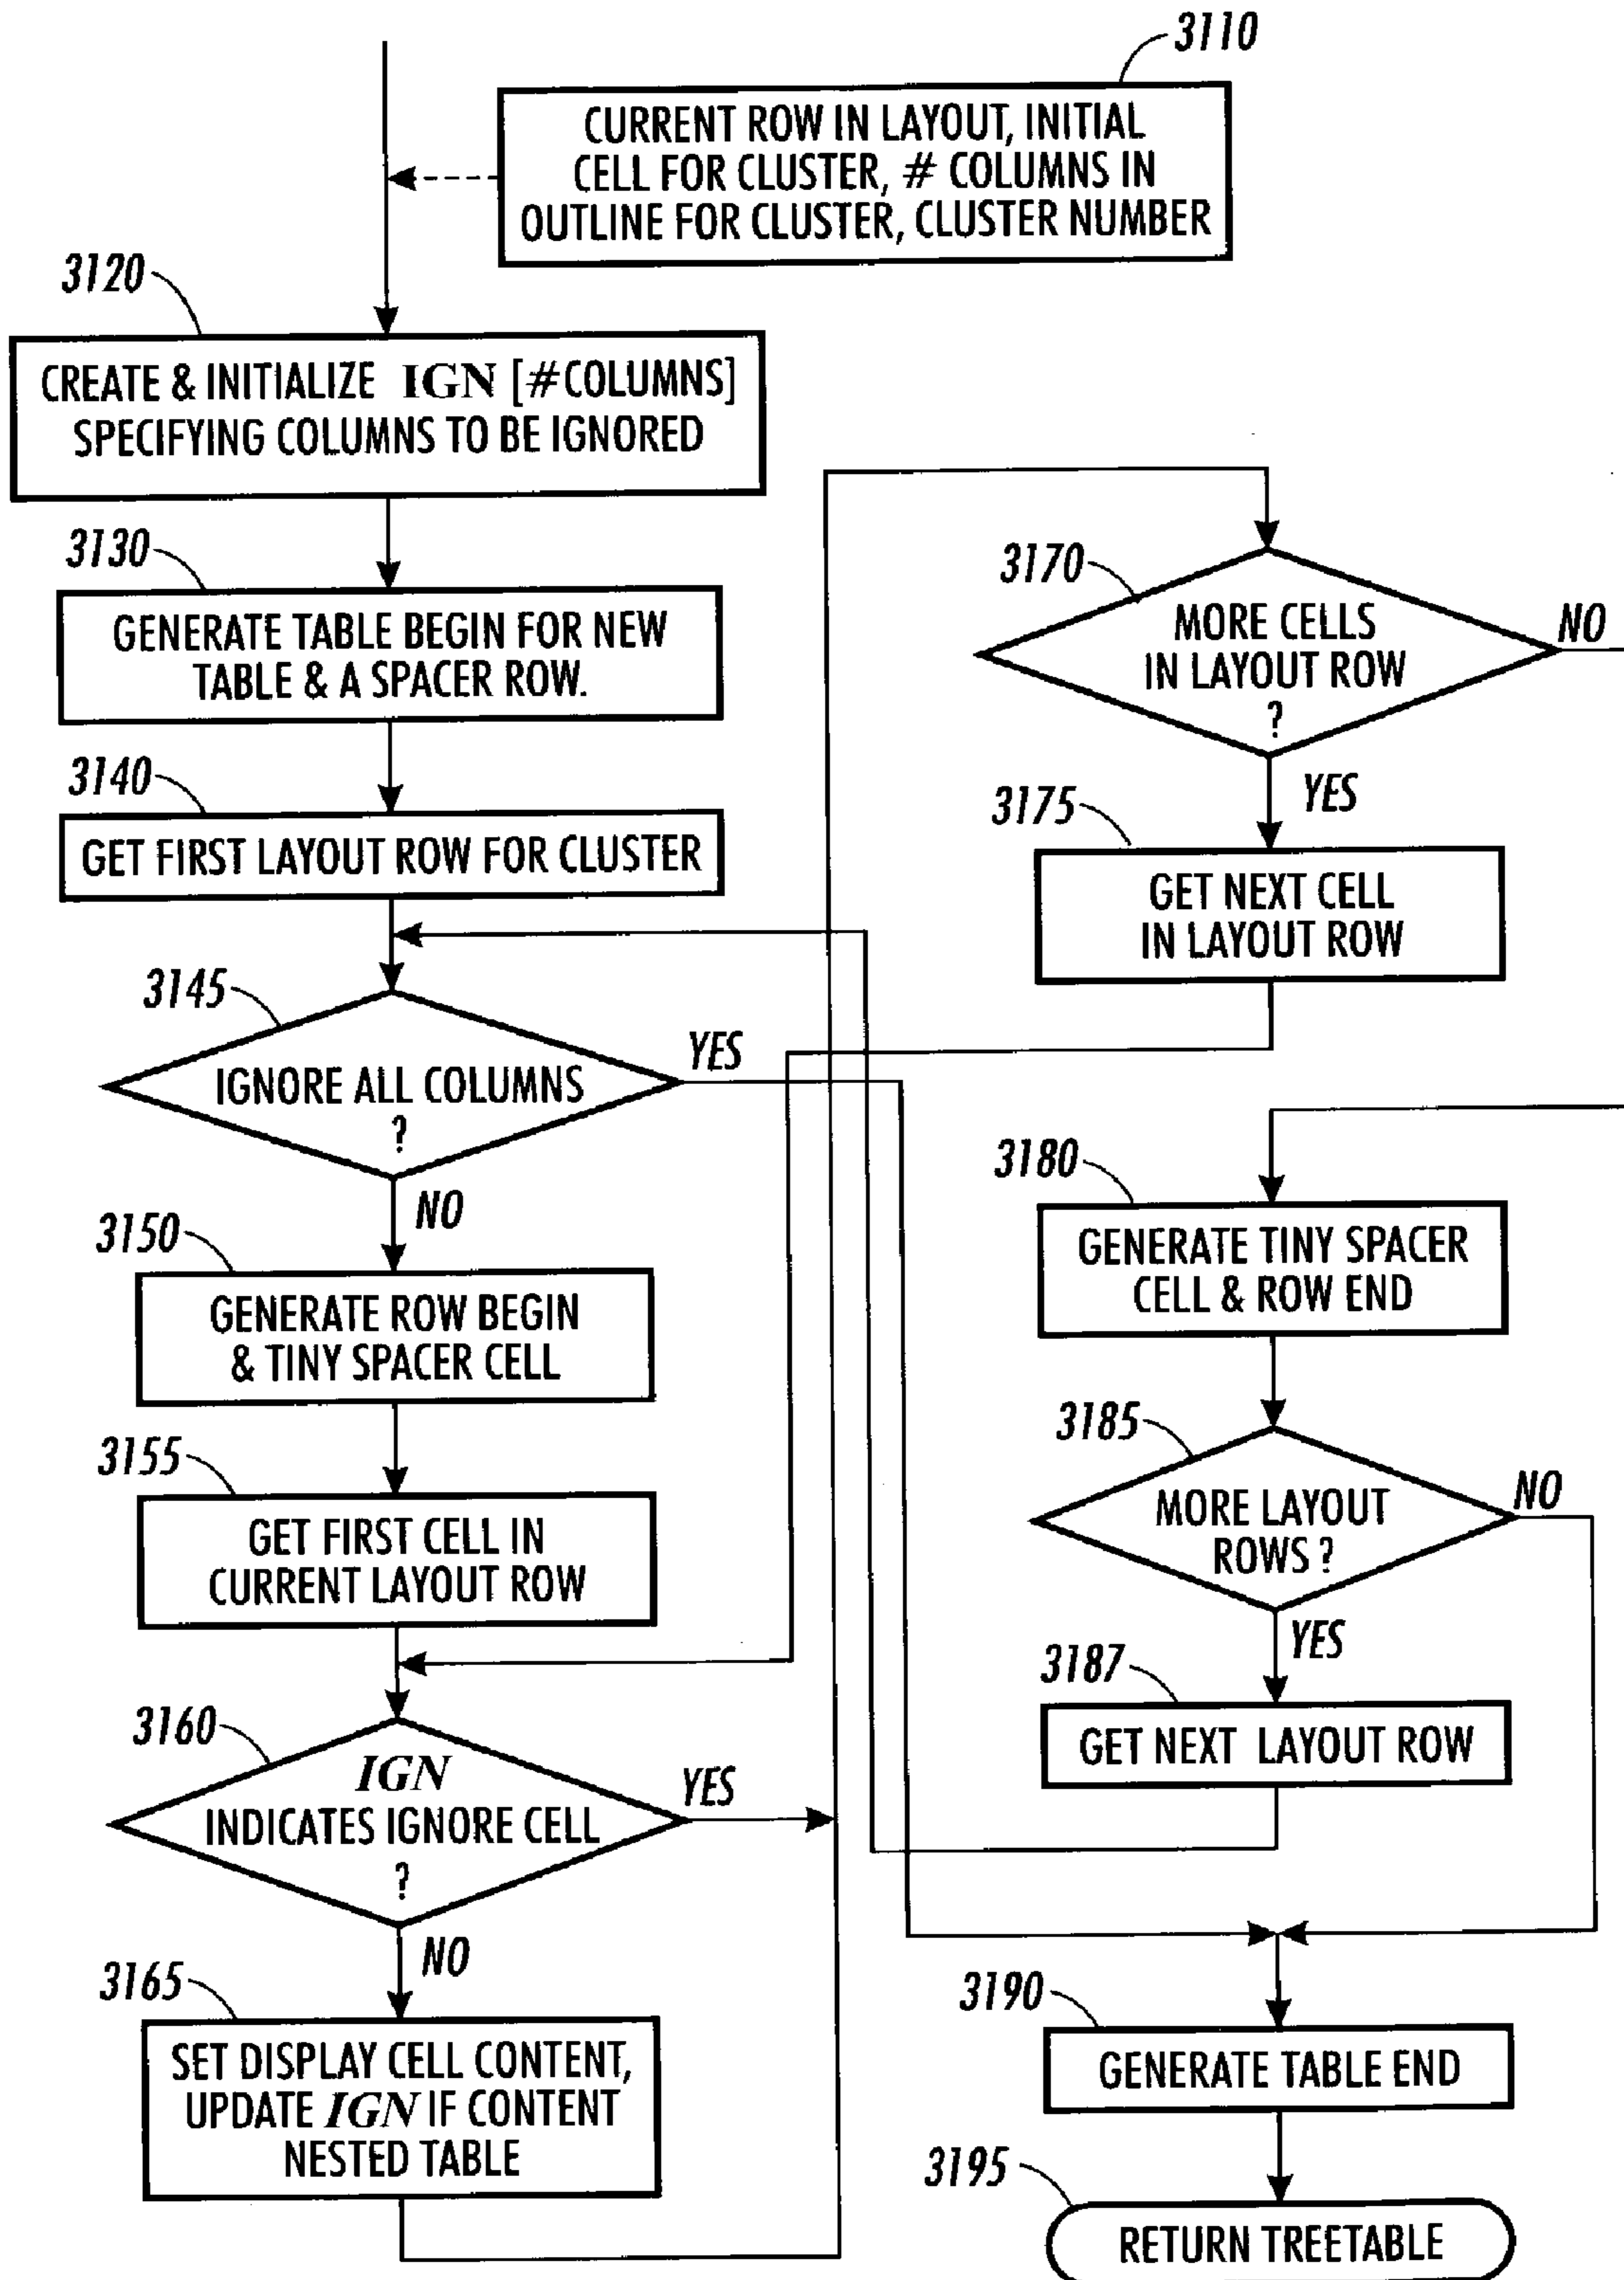 3110
CURRENT ROW IN LAYOUT, INITIAL
CELL FOR CLUSTER, # COLUMNS IN
OUTLINE FOR CLUSTER, CLUSTER NUMBER
3120
CREATE & INITIALIZE IGN [#COLUMNS]
SPECIFYING COLUMNS TO BE IGNORED
3130
GENERATE TABLE BEGIN FOR NEW
TABLE & A SPACER ROW.
3140
GET FIRST LAYOUT ROW FOR CLUSTER
3145
IGNORE ALL COLUMNS
?
YES
NO
3150
GENERATE ROW BEGIN
& TINY SPACER CELL
3155
GET FIRST CELL IN
CURRENT LAYOUT ROW
3160
IGN
INDICATES IGNORE CELL
?
YES
NO
3165
SET DISPLAY CELL CONTENT,
UPDATE IGN IF CONTENT
NESTED TABLE
3170
MORE CELLS
IN LAYOUT ROW
?
NO
YES
3175
GET NEXT CELL
IN LAYOUT ROW
3180
GENERATE TINY SPACER
CELL & ROW END
3185
MORE LAYOUT
ROWS ?
NO
YES
3187
GET NEXT LAYOUT ROW
3190
GENERATE TABLE END
3195
RETURN TREETABLE